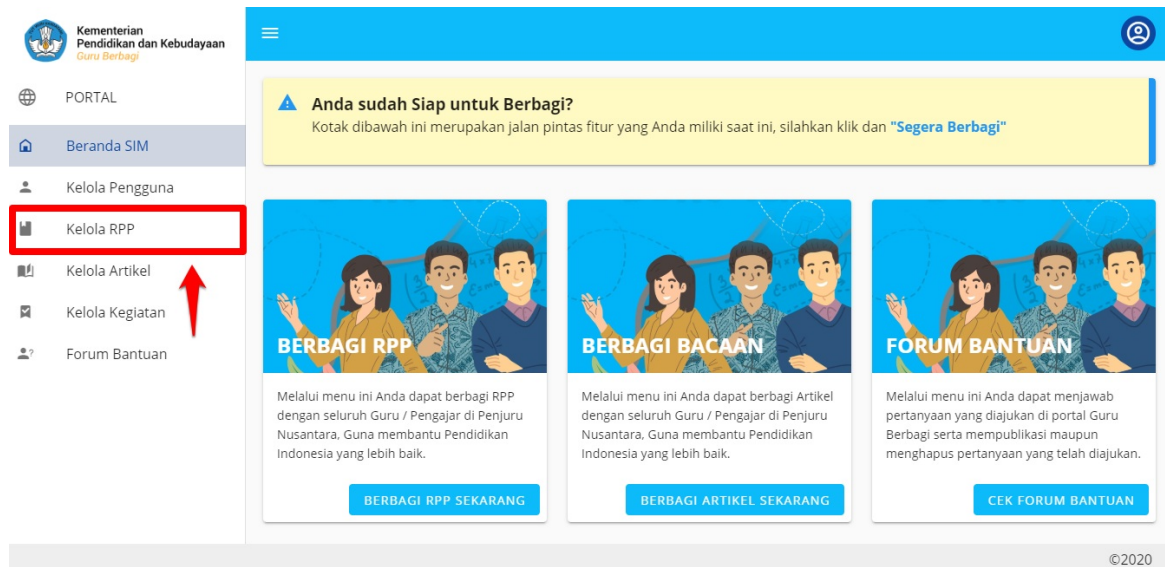 Kementerian
Pendidikan dan Kebudayaan
Guru Berbagi
PORTAL
Beranda SIM
Kelola Pengguna
Kelola RPP
Kelola Artikel
Kelola Kegiatan
Forum Bantuan
Anda sudah Siap untuk Berbagi?
Kotak dibawah ini merupakan jalan pintas fitur yang Anda miliki saat ini, silahkan klik dan "Segera Berbagi"
BERBAGI RPP
Melalui menu ini Anda dapat berbagi RPP
dengan seluruh Guru / Pengajar di Penjuru
Nusantara, Guna membantu Pendidikan
Indonesia yang lebih baik.
BERBAGI RPP SEKARANG
BERBAGI BACAAN
Melalui menu ini Anda dapat berbagi Artikel
dengan seluruh Guru / Pengajar di Penjuru
Nusantara, Guna membantu Pendidikan
Indonesia yang lebih baik.
BERBAGI ARTIKEL SEKARANG
FORUM BANTUAN
Melalui menu ini Anda dapat menjawab
pertanyaan yang diajukan di portal Guru
Berbagi serta mempublikasi maupun
menghapus pertanyaan yang telah diajukan.
CEK FORUM BANTUAN
©2020